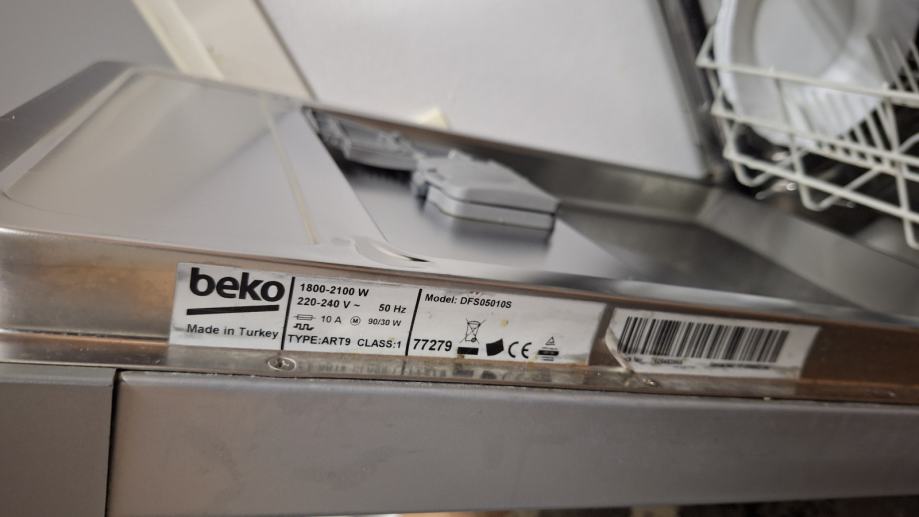 beko
Made in Turkey
1800-2100 W
220-240 V ~ 50 Hz
10 A M 90/30 W
TYPE:ART9 CLASS:1
Model: DFS05010S
77279
CE